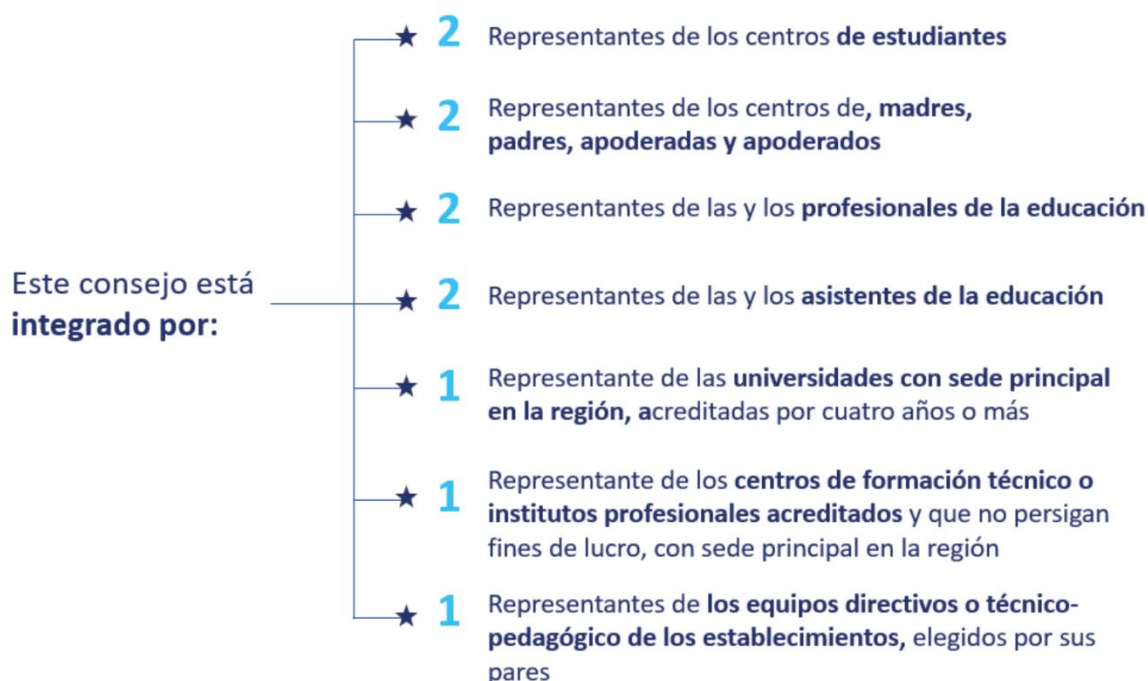 2 Representantes de los centros de estudiantes
2 Representantes de los centros de, madres,
padres, apoderadas y apoderados
2 Representantes de las y los profesionales de la educación
Este consejo está
integrado por:
2 Representantes de las y los asistentes de la educación
1 Representante de las universidades con sede principal
en la región, acreditadas por cuatro años o más
1 Representante de los centros de formación técnico o
institutos profesionales acreditados y que no persigan
fines de lucro, con sede principal en la región
1 Representantes de los equipos directivos o técnico-
pedagógico de los establecimientos, elegidos por sus
pares